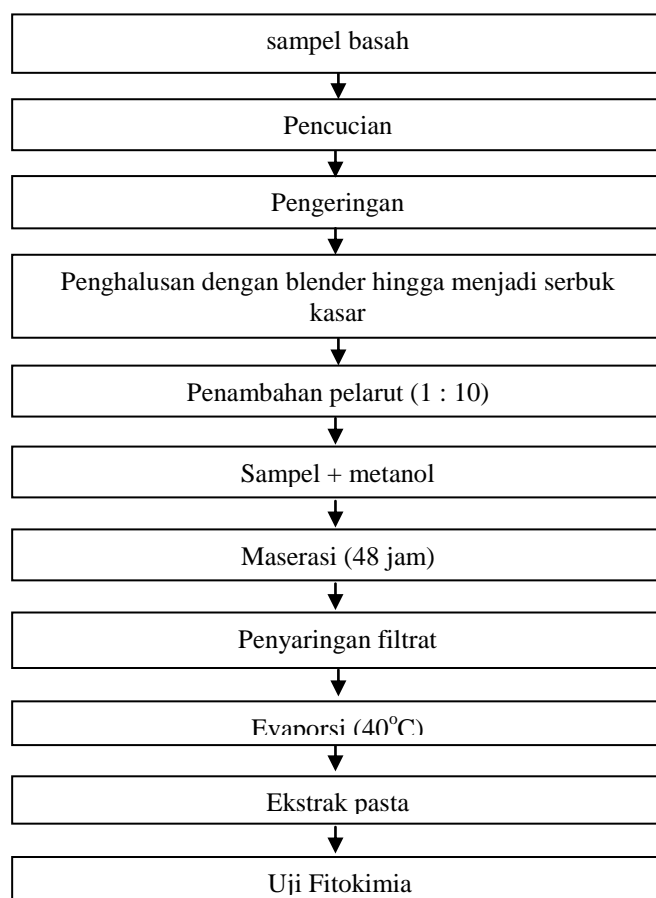 sampel basah
Pencucian
Pengeringan
Penghalusan dengan blender hingga menjadi serbuk
kasar
Penambahan pelarut (1 : 10)
Sampel + metanol
Maserasi (48 jam)
Penyaringan filtrat
Evaporsi (40°C)
Ekstrak pasta
Uji Fitokimia